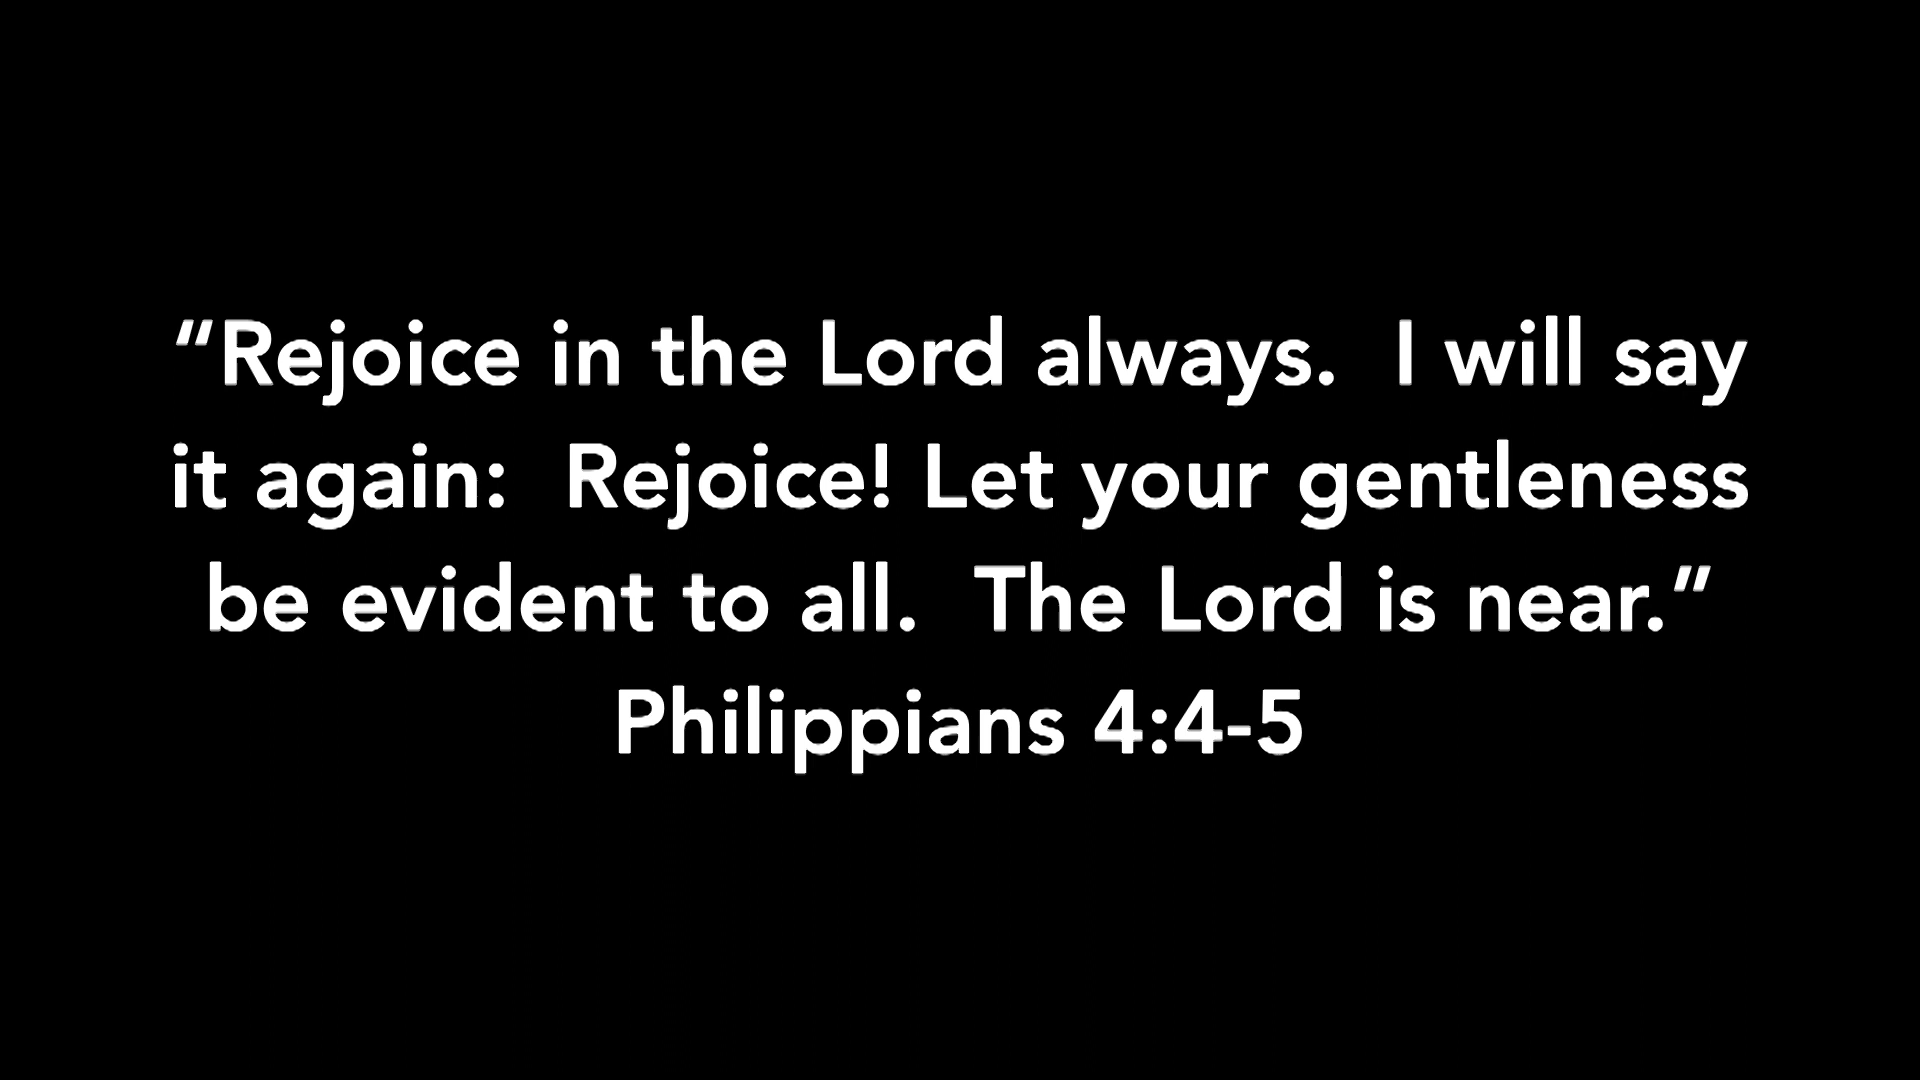 “Rejoice in the Lord always.  I will say
it again:  Rejoice! Let your gentleness
be evident to all.  The Lord is near.”
Philippians 4:4-5